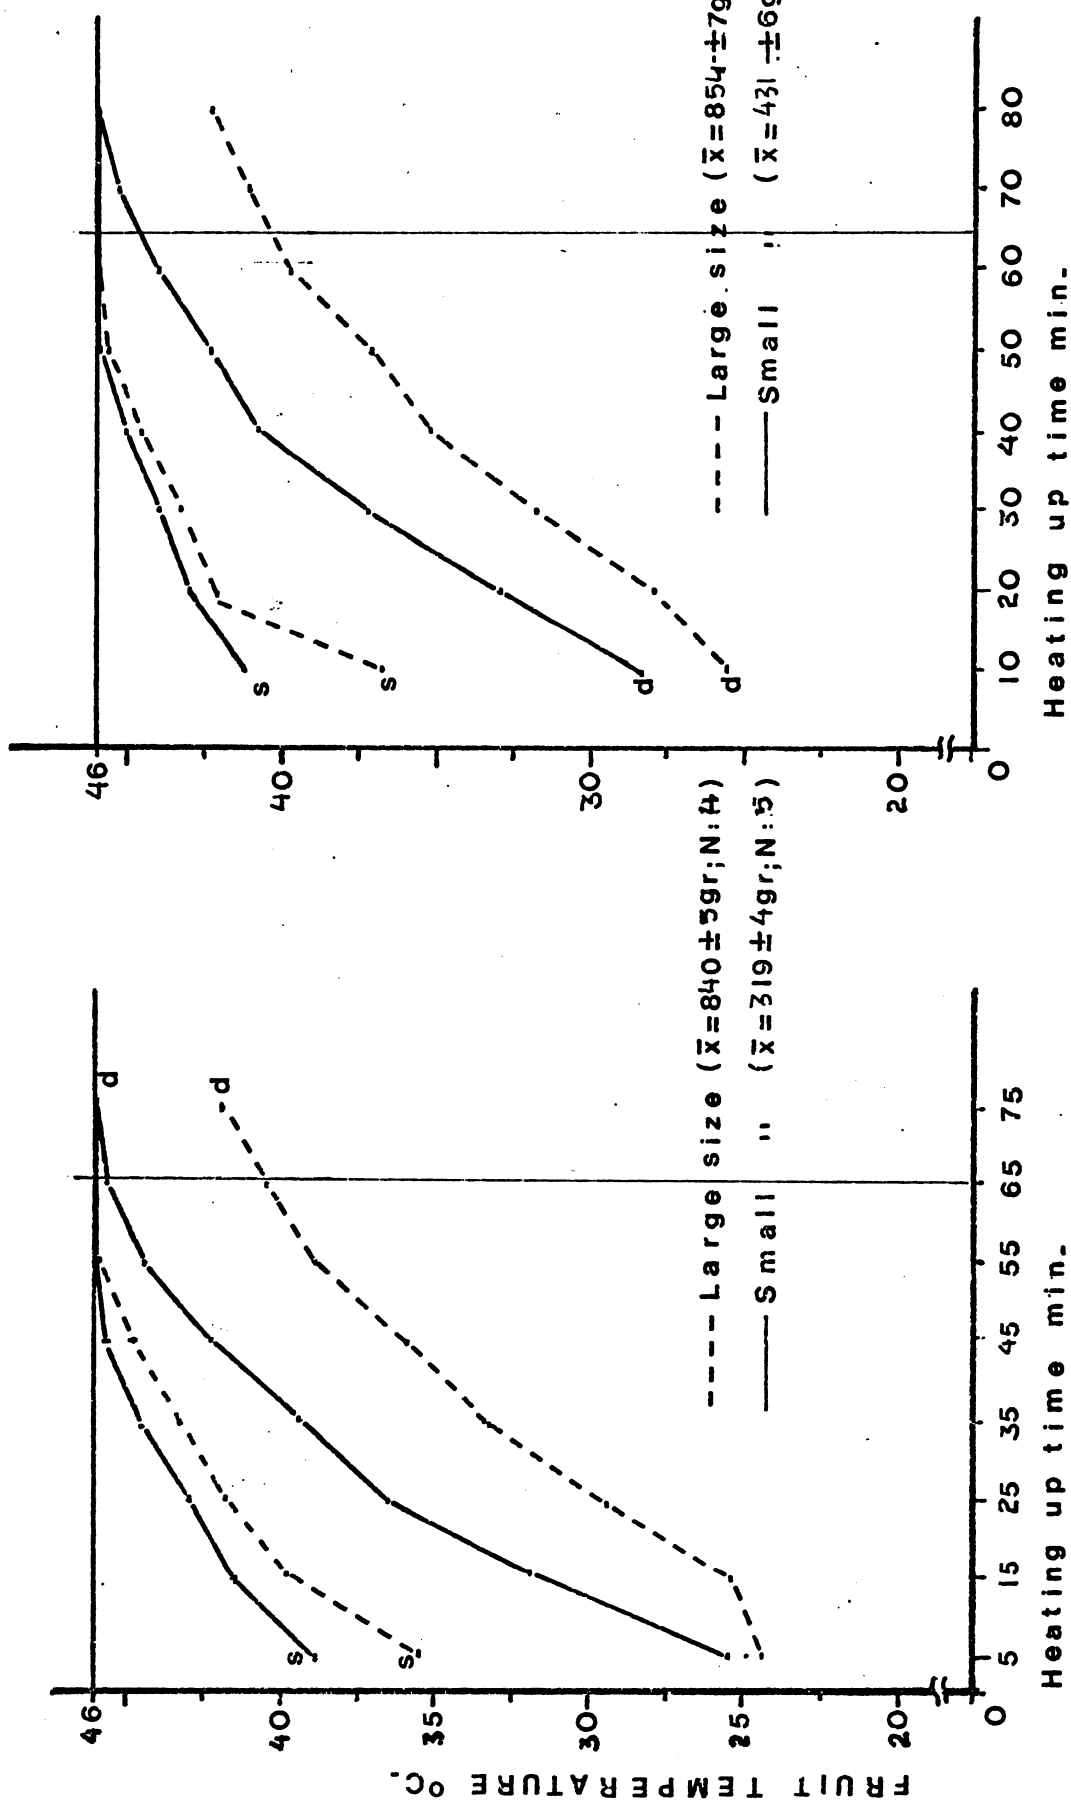 FRUIT TEMPERATURE ºC.
46
40
35
30
25
20
0
5 15 25 35 45 55 65 75
Heating up time min.
s
s
d
d
---- Large size (x̄=840±5gr;N:4)
—— Small " (x̄=319±4gr;N:5)
46
40
30
20
0
10 20 30 40 50 60 70 80
Heating up time min.
s
s
d
d
---- Large size (x̄=854±7g
—— Small " (x̄=431±6g